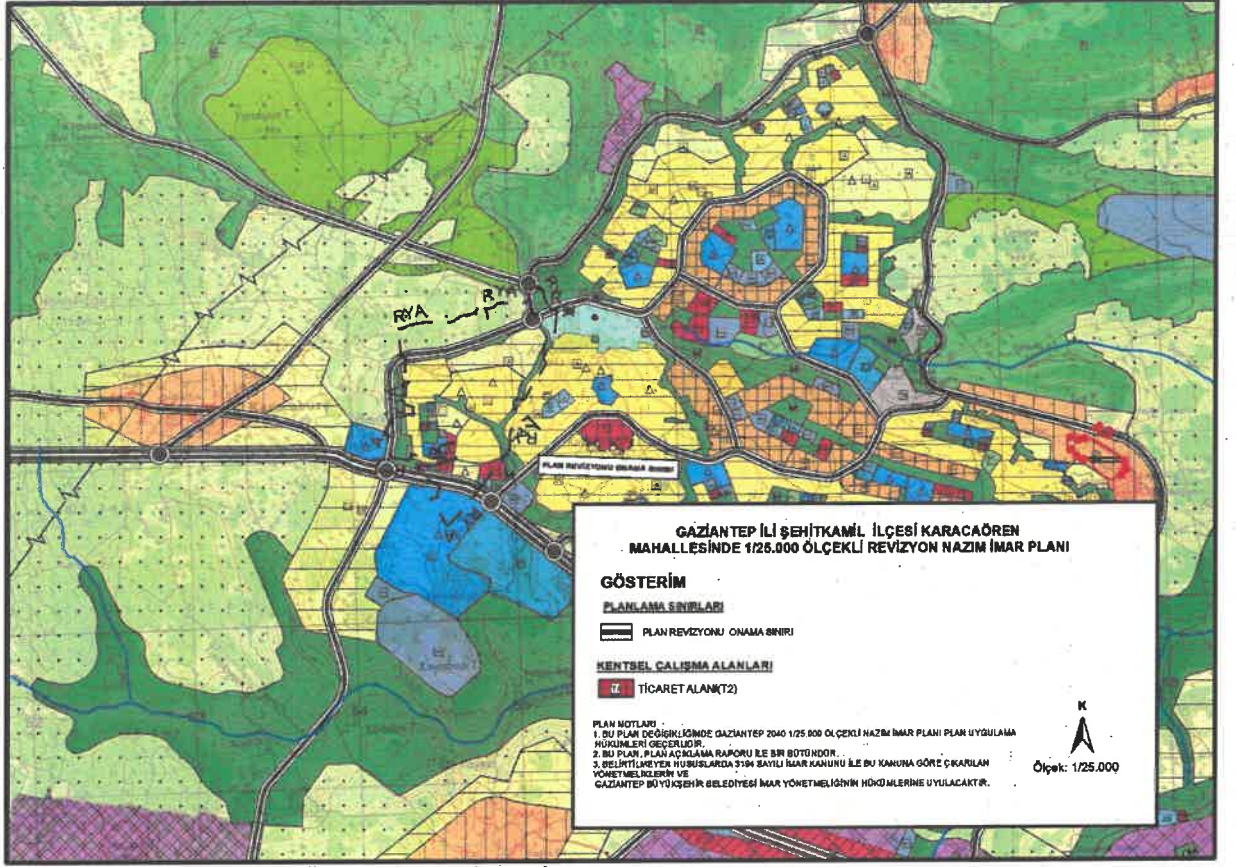 RYA
PLAN REVİZYONU ONAMA SINIRI
GAZİANTEP İLİ ŞEHİTKAMİL İLÇESİ KARACAÖREN
MAHALLESİNDE 1/25.000 ÖLÇEKLİ REVİZYON NAZIM İMAR PLANI
GÖSTERİM
PLANLAMA SINIRLARI
PLAN REVİZYONU ONAMA SINIRI
KENTSEL ÇALIŞMA ALANLARI
TİCARET ALANI(T2)
PLAN NOTLARI
1. BU PLAN DEĞİŞİKLİĞİNDE GAZİANTEP 2040 1/25.000 ÖLÇEKLİ NAZIM İMAR PLANI PLAN UYGULAMA
HÜKÜMLERİ GEÇERLİDİR.
2. BU PLAN, PLAN AÇIKLAMA RAPORU İLE BİR BÜTÜNDÜR.
3. BELİRTİLMEYEN HUSUSLARDA 3194 SAYILI İMAR KANUNU İLE BU KANUNA GÖRE ÇIKARILAN
YÖNETMELİKLERİN VE
GAZİANTEP BÜYÜKŞEHİR BELEDİYESİ İMAR YÖNETMELİĞİNİN HÜKÜMLERİNE UYULACAKTIR.
K
Ölçek: 1/25.000